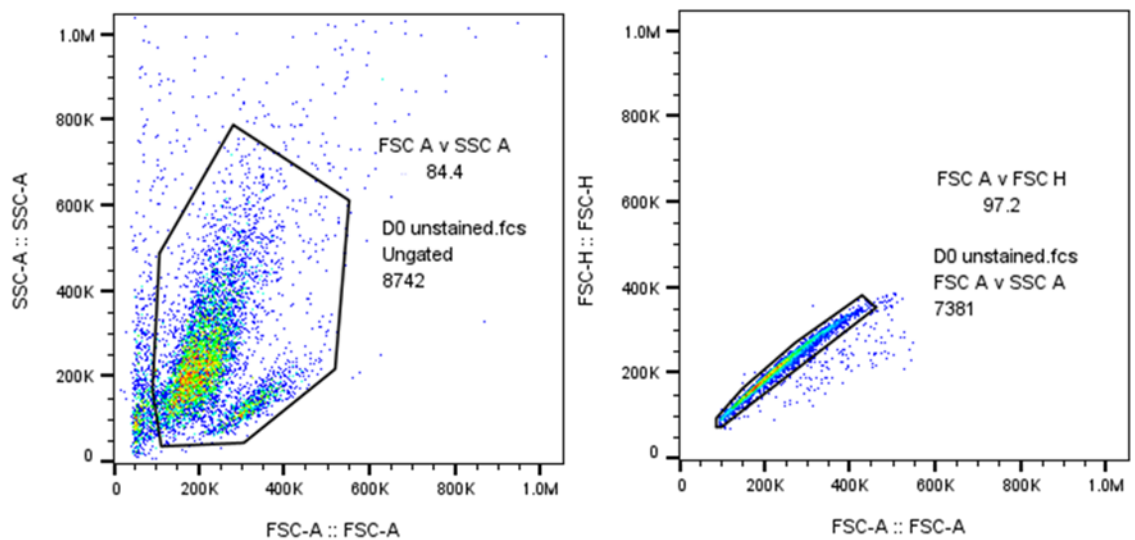 1.0M
800K
600K
400K
200K
0
SSC-A :: SSC-A
FSC A v SSC A
84.4
D0 unstained.fcs
Ungated
8742
0 200K 400K 600K 800K 1.0M
FSC-A :: FSC-A
1.0M
800K
600K
400K
200K
0
FSC-H :: FSC-H
FSC A v FSC H
97.2
D0 unstained.fcs
FSC A v SSC A
7381
0 200K 400K 600K 800K 1.0M
FSC-A :: FSC-A